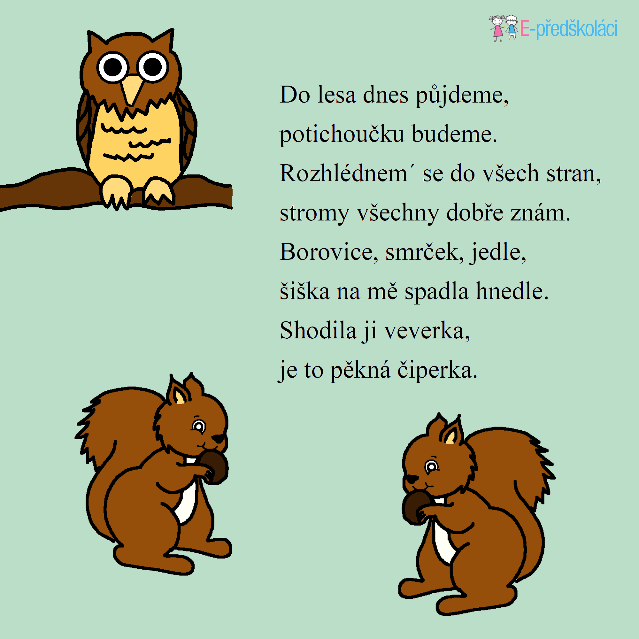 E-předškoláci
Do lesa dnes půjdeme,
potichoučku budeme.
Rozhlédnem´ se do všech stran,
stromy všechny dobře znám.
Borovice, smrček, jedle,
šiška na mě spadla hnedle.
Shodila ji veverka,
je to pěkná čiperka.